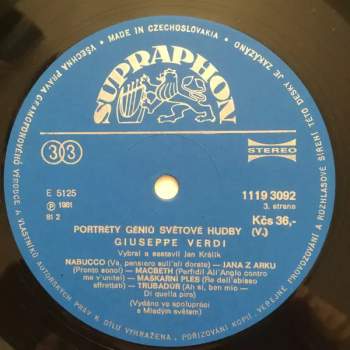 MADE IN CZECHOSLOVAKIA • VŠECHNA PRÁVA GRAMOFONOVÉHO VÝROBCE A VLASTNÍKŮ AUTORSKÝCH PRÁV K DÍLU VYHRAŽENA. POŘIZOVÁNÍ KOPIÍ, VEŘEJNÉ PROVOZOVÁNÍ A ROZHLASOVÉ ŠÍŘENÍ TÉTO DESKY JE ZAKÁZÁNO •
SUPRAPHON
33
STEREO
E 5125
℗ 1981
81 2
1119 3092
3. strana
Kčs 36,-
(V.)
PORTRÉTY GÉNIŮ SVĚTOVÉ HUDBY
GIUSEPPE VERDI
Vybral a sestavil Jan Králík
NABUCCO (Va, pensiero sull'ali dorate) — JANA Z ARKU
(Pronto sono!) — MACBETH (Perfidi! All'Anglo contro
me v'unite!) — MAŠKARNÍ PLES (Re dell'abisso
affrettati) — TRUBADÚR (Ah sì, ben mio —
Di quella pira)
(Vydáno ve spolupráci
s Mladým světem)